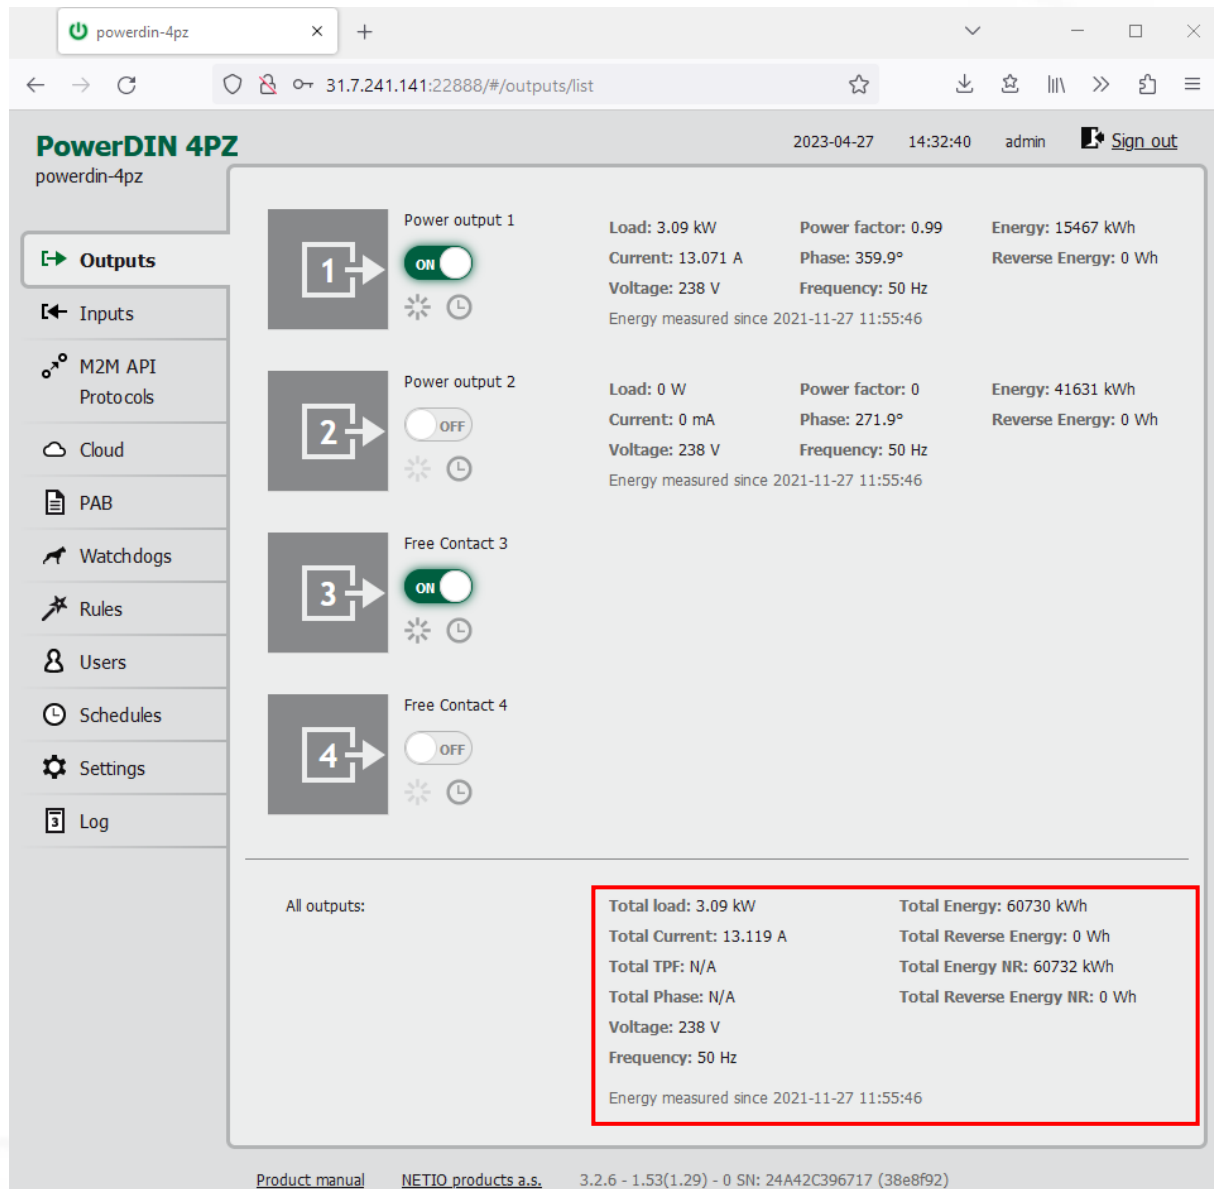 powerdin-4pz
31.7.241.141:22888/#/outputs/list
PowerDIN 4PZ
powerdin-4pz
2023-04-27 14:32:40 admin Sign out
Outputs
Inputs
M2M API
Protocols
Cloud
PAB
Watchdogs
Rules
Users
Schedules
Settings
3
Log
1
Power output 1
ON
Load: 3.09 kW Power factor: 0.99 Energy: 15467 kWh
Current: 13.071 A Phase: 359.9° Reverse Energy: 0 Wh
Voltage: 238 V Frequency: 50 Hz
Energy measured since 2021-11-27 11:55:46
2
Power output 2
OFF
Load: 0 W Power factor: 0 Energy: 41631 kWh
Current: 0 mA Phase: 271.9° Reverse Energy: 0 Wh
Voltage: 238 V Frequency: 50 Hz
Energy measured since 2021-11-27 11:55:46
3
Free Contact 3
ON
4
Free Contact 4
OFF
All outputs:
Total load: 3.09 kW Total Energy: 60730 kWh
Total Current: 13.119 A Total Reverse Energy: 0 Wh
Total TPF: N/A Total Energy NR: 60732 kWh
Total Phase: N/A Total Reverse Energy NR: 0 Wh
Voltage: 238 V
Frequency: 50 Hz
Energy measured since 2021-11-27 11:55:46
Product manual NETIO products a.s. 3.2.6 - 1.53(1.29) - 0 SN: 24A42C396717 (38e8f92)